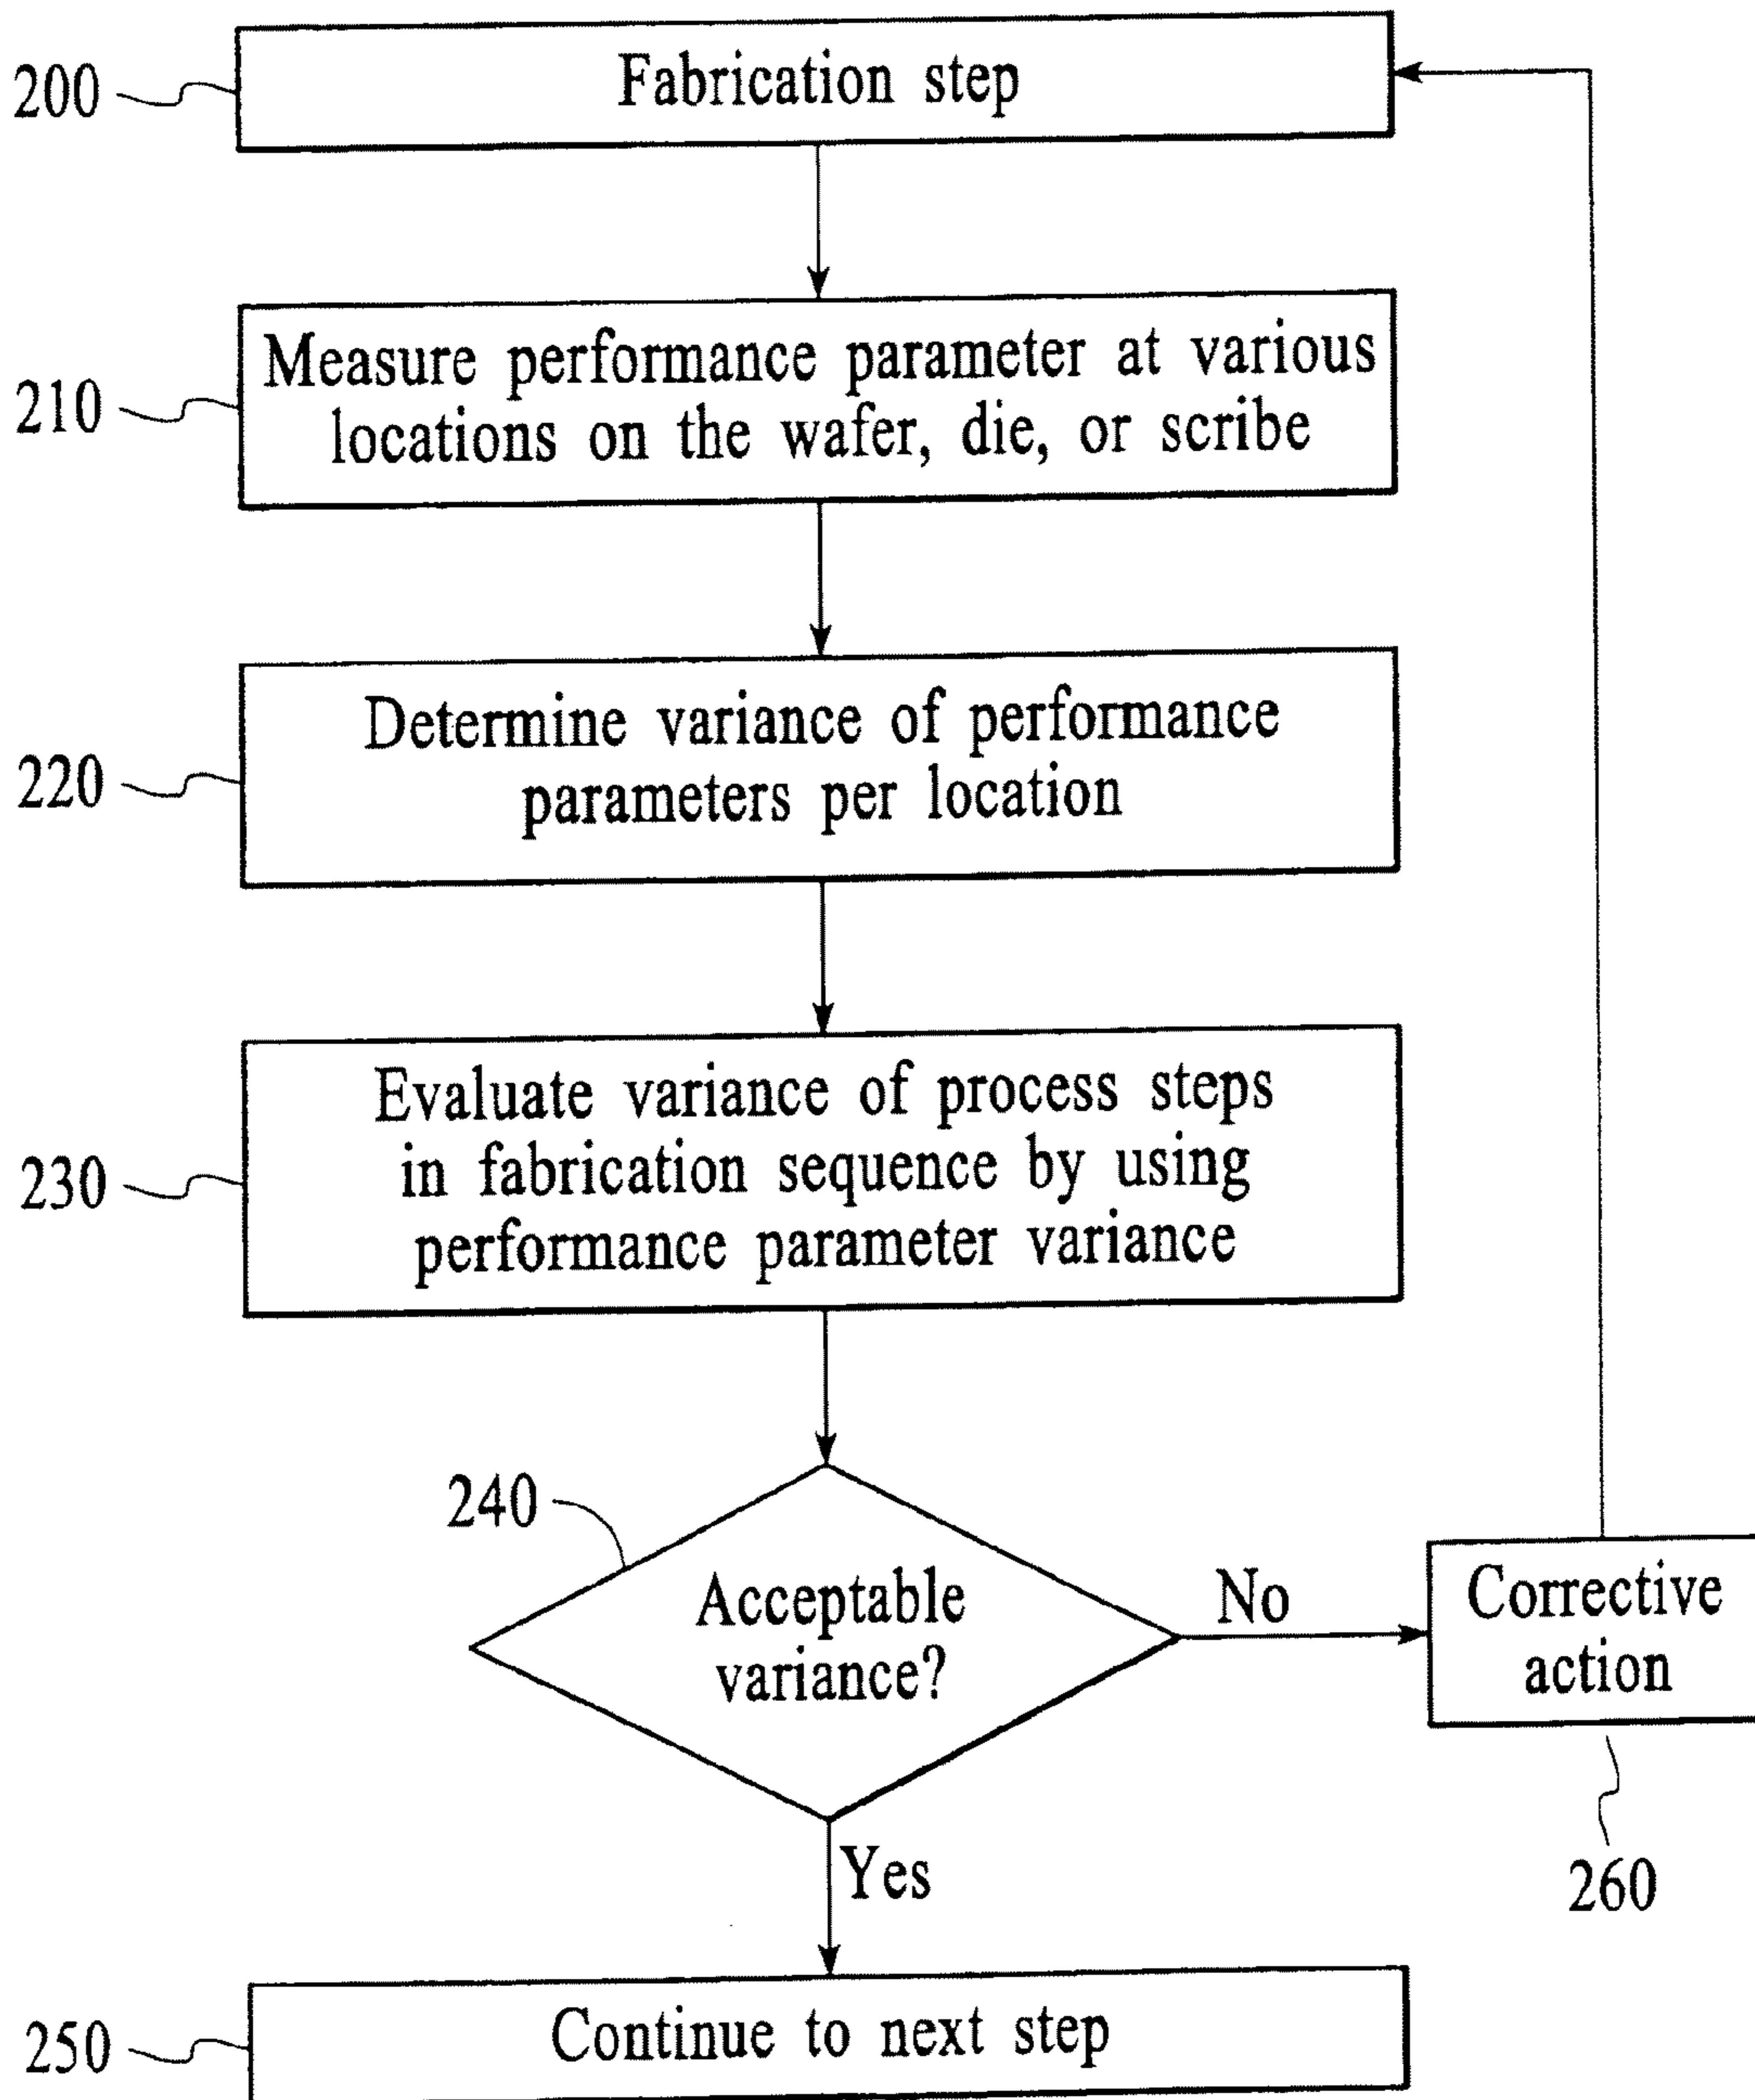 200
Fabrication step
210
Measure performance parameter at various
locations on the wafer, die, or scribe
220
Determine variance of performance
parameters per location
230
Evaluate variance of process steps
in fabrication sequence by using
performance parameter variance
240
Acceptable
variance?
No
Corrective
action
260
Yes
250
Continue to next step